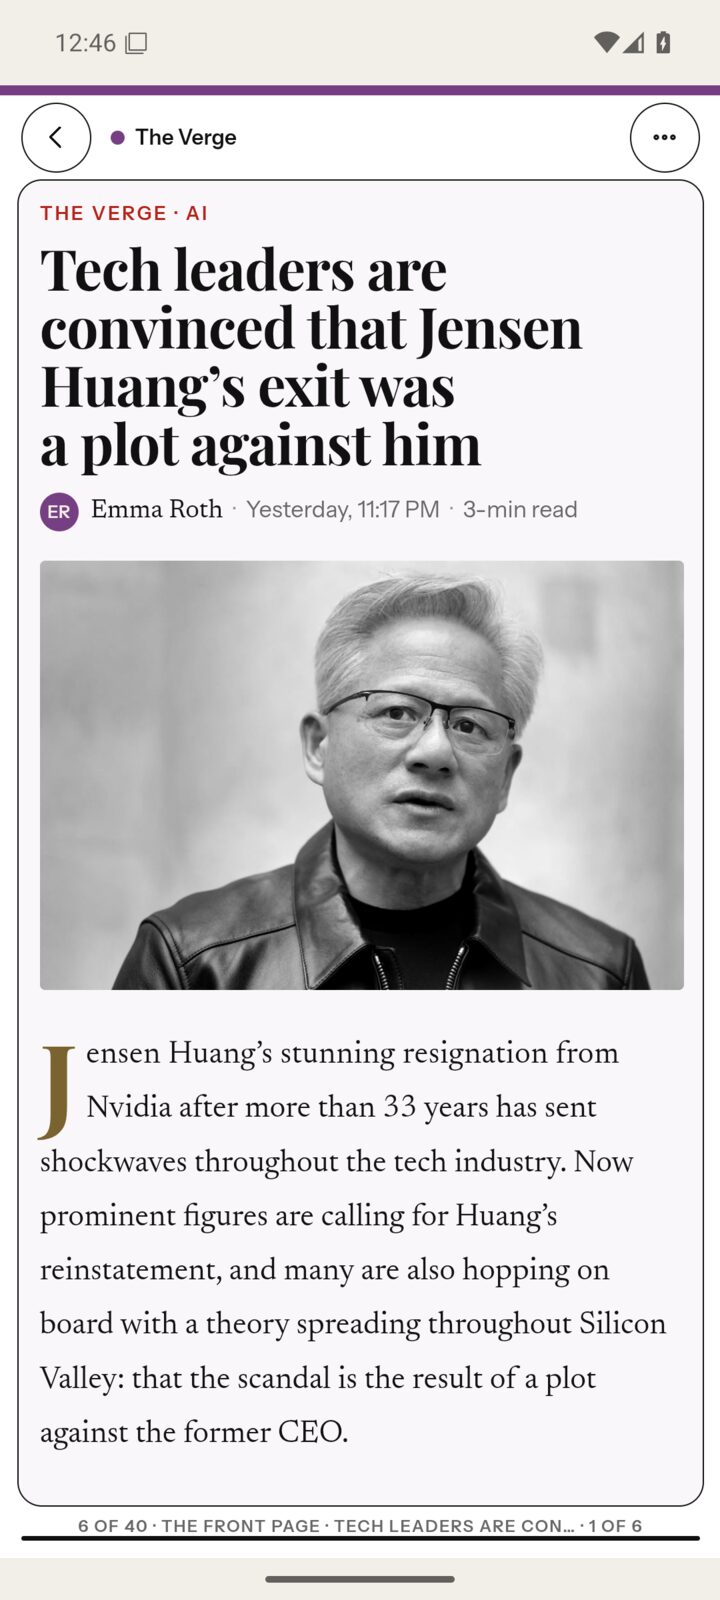 12:46
The Verge
THE VERGE · AI
Tech leaders are
convinced that Jensen
Huang’s exit was
a plot against him
ER Emma Roth · Yesterday, 11:17 PM · 3-min read
Jensen Huang’s stunning resignation from
Nvidia after more than 33 years has sent
shockwaves throughout the tech industry. Now
prominent figures are calling for Huang’s
reinstatement, and many are also hopping on
board with a theory spreading throughout Silicon
Valley: that the scandal is the result of a plot
against the former CEO.
6 OF 40 · THE FRONT PAGE · TECH LEADERS ARE CON… · 1 OF 6